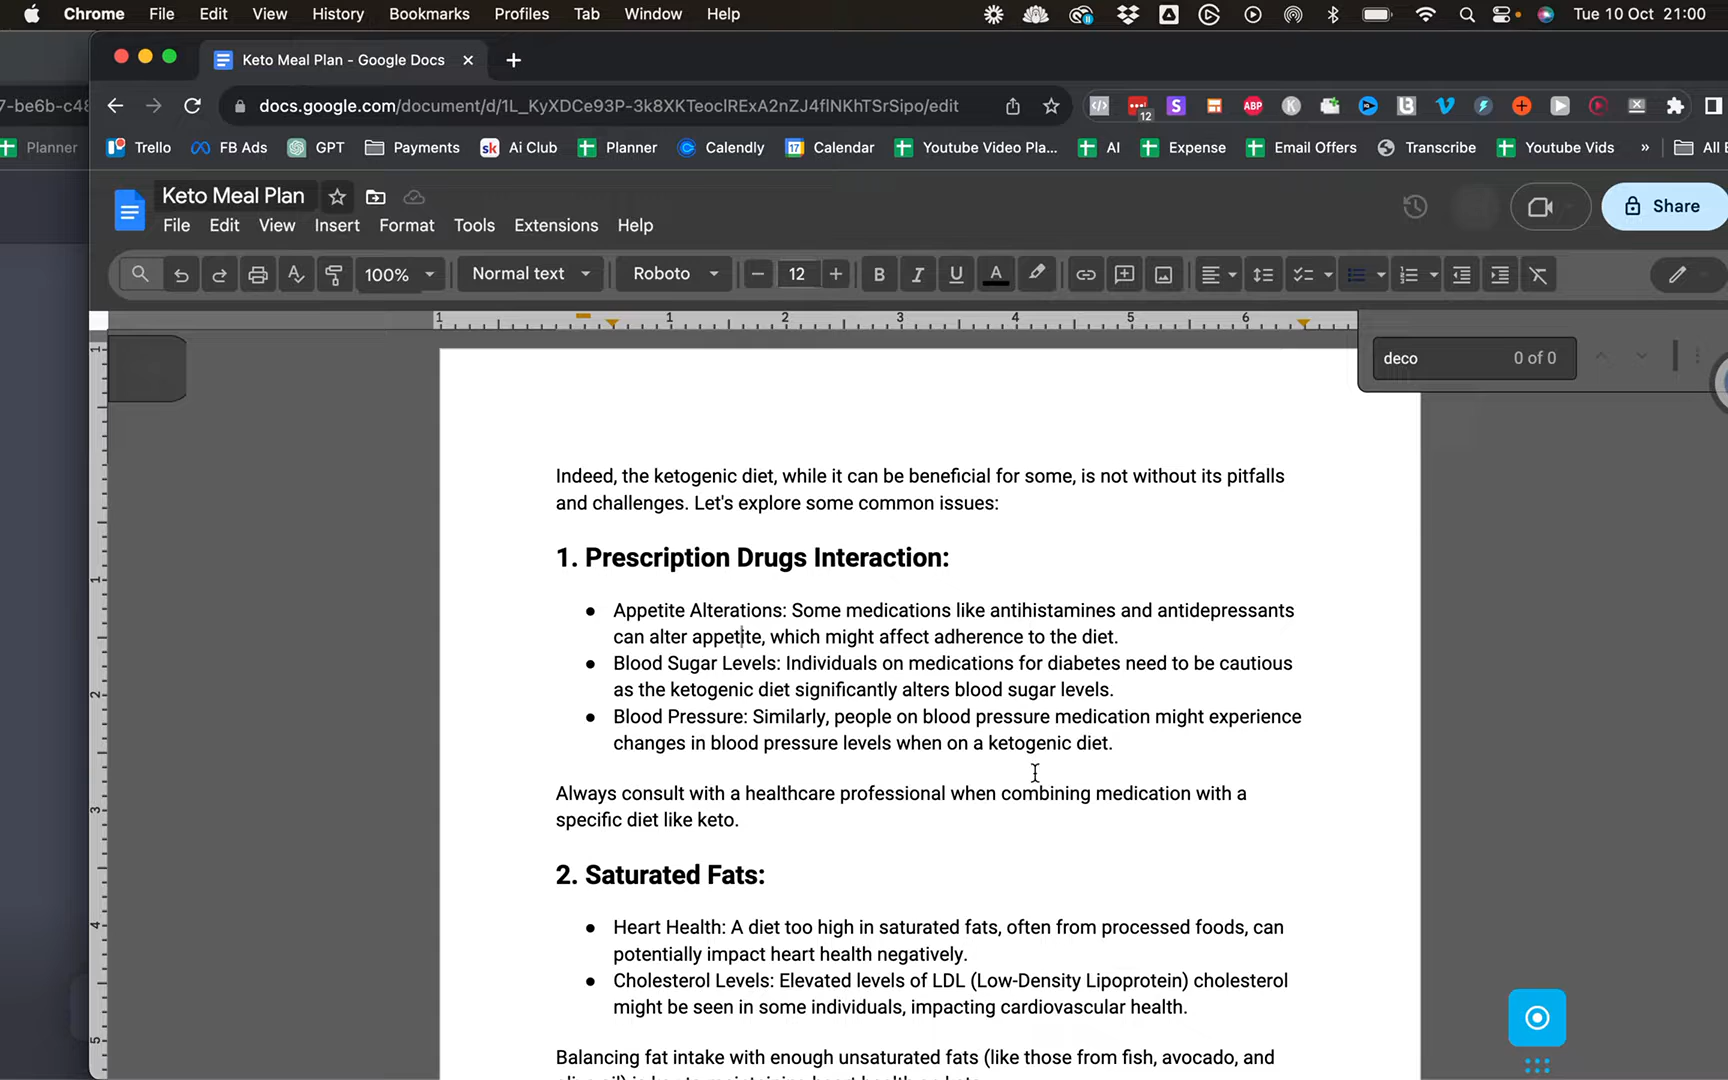 Chrome File Edit View History Bookmarks Profiles Tab Window Help Tue 10 Oct 21:00
Keto Meal Plan - Google Docs
docs.google.com/document/d/1L_KyXDCe93P-3k8XKTeoclRExA2nZJ4flNKhTSrSipo/edit
ABP 12
Planner Trello FB Ads GPT Payments sk Ai Club Planner Calendly 17 Calendar Youtube Video Pla... AI Expense Email Offers Transcribe Youtube Vids » All
Keto Meal Plan
File Edit View Insert Format Tools Extensions Help
Share
100% Normal text Roboto 12 B I U A
1 1 2 3 4 5 6
deco 0 of 0
Indeed, the ketogenic diet, while it can be beneficial for some, is not without its pitfalls
and challenges. Let's explore some common issues:
1. Prescription Drugs Interaction:
● Appetite Alterations: Some medications like antihistamines and antidepressants
can alter appetite, which might affect adherence to the diet.
● Blood Sugar Levels: Individuals on medications for diabetes need to be cautious
as the ketogenic diet significantly alters blood sugar levels.
● Blood Pressure: Similarly, people on blood pressure medication might experience
changes in blood pressure levels when on a ketogenic diet.
Always consult with a healthcare professional when combining medication with a
specific diet like keto.
2. Saturated Fats:
● Heart Health: A diet too high in saturated fats, often from processed foods, can
potentially impact heart health negatively.
● Cholesterol Levels: Elevated levels of LDL (Low-Density Lipoprotein) cholesterol
might be seen in some individuals, impacting cardiovascular health.
Balancing fat intake with enough unsaturated fats (like those from fish, avocado, and